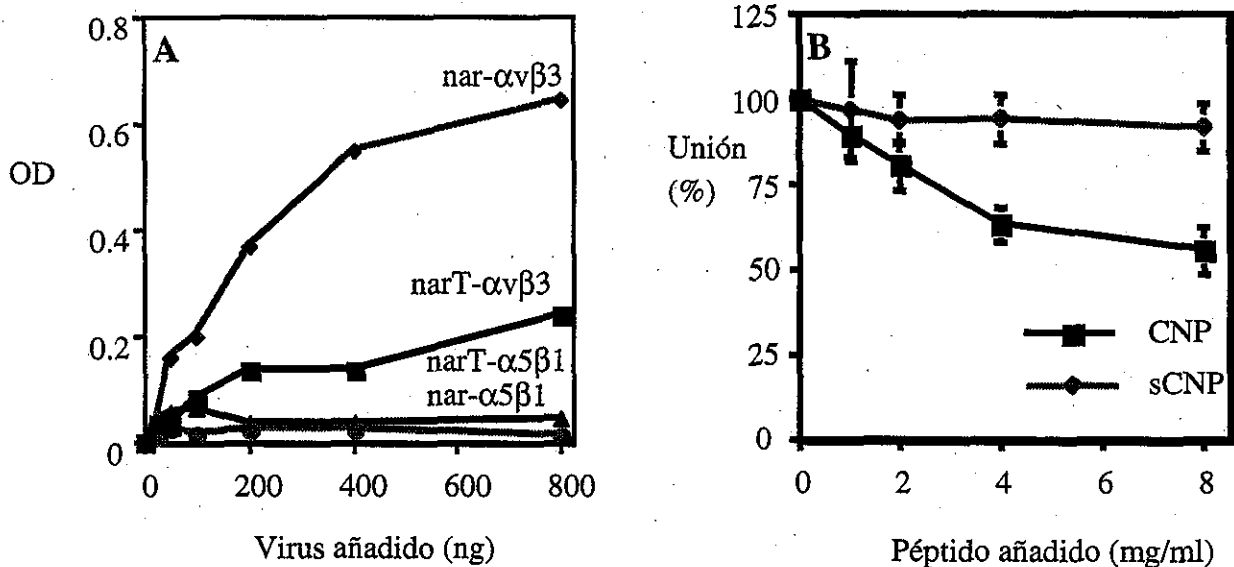 A
0.8
0.6
0.4
0.2
0
OD
nar-αvβ3
narT-αvβ3
narT-α5β1
nar-α5β1
0 200 400 600 800
Virus añadido (ng)
B
125
100
75
50
25
0
Unión
(%)
CNP
sCNP
0 2 4 6 8
Péptido añadido (mg/ml)